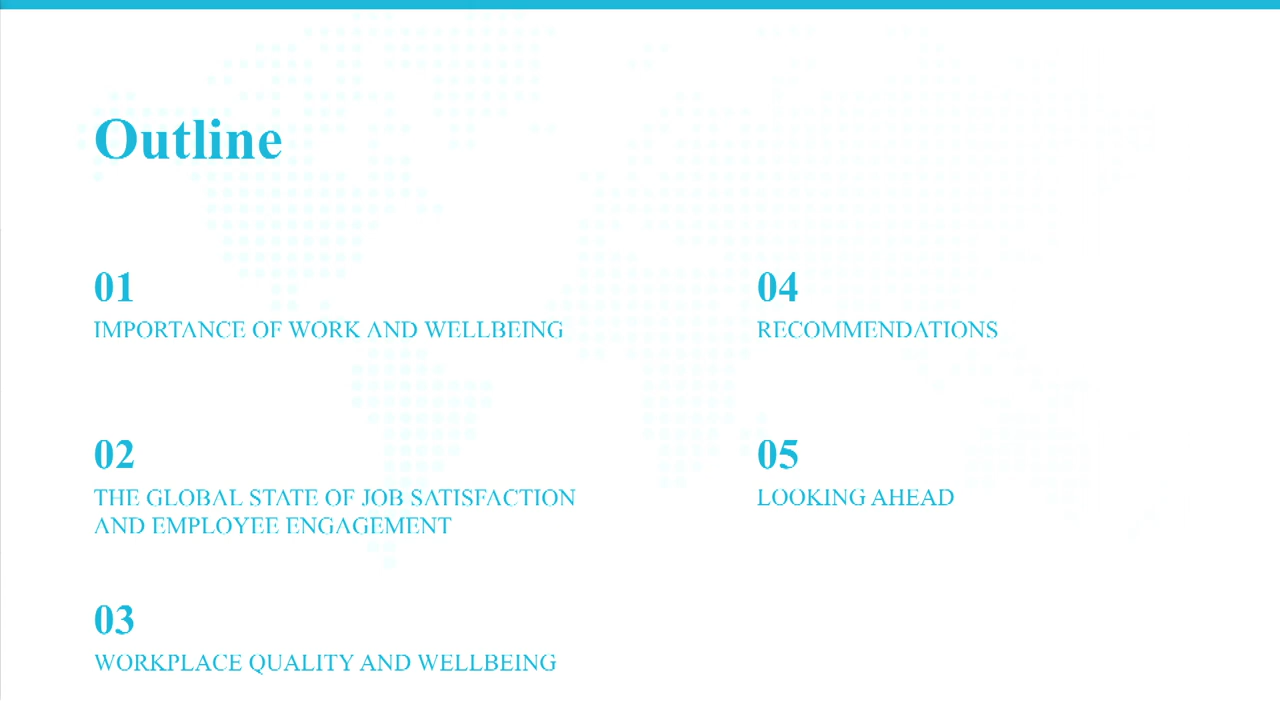 Outline
01
IMPORTANCE OF WORK AND WELLBEING
02
THE GLOBAL STATE OF JOB SATISFACTION
AND EMPLOYEE ENGAGEMENT
03
WORKPLACE QUALITY AND WELLBEING
04
RECOMMENDATIONS
05
LOOKING AHEAD